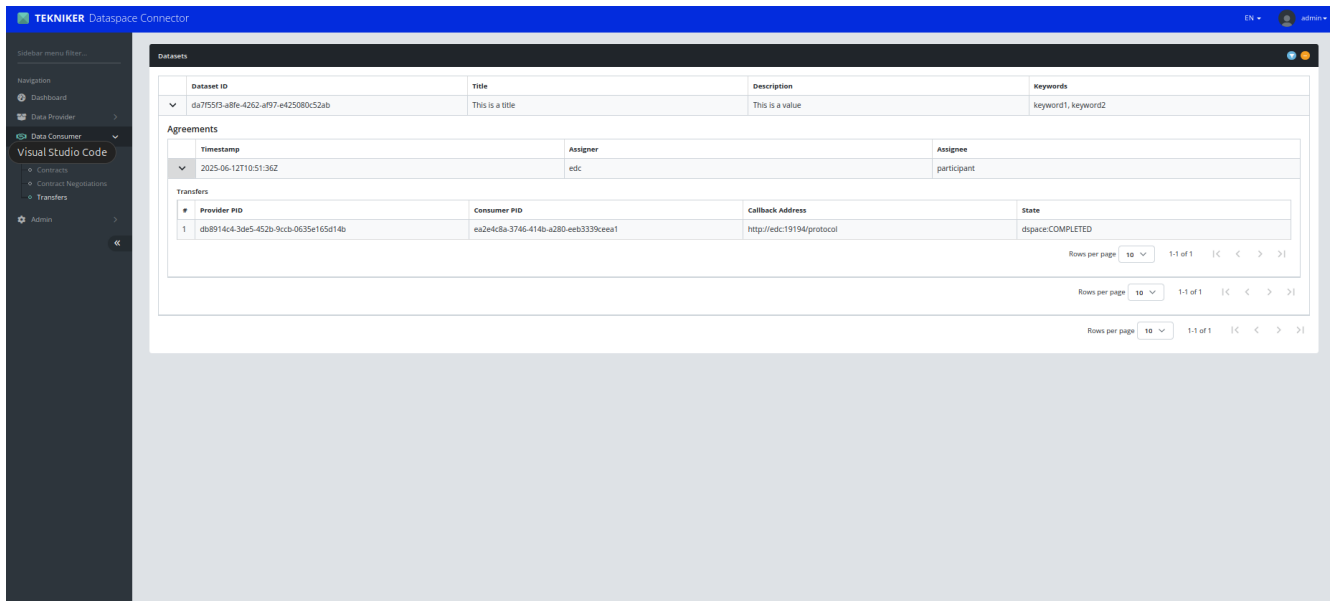 TEKNIKER Dataspace Connector
EN
admin
Sidebar menu filter...
Navigation
Dashboard
Data Provider
Data Consumer
Visual Studio Code
Contracts
Contract Negotiations
Transfers
Admin
Datasets
Dataset ID Title Description Keywords
da7f55f3-a8fe-4262-af97-e425080c52ab This is a title This is a value keyword1, keyword2
Agreements
Timestamp Assigner Assignee
2025-06-12T10:51:36Z edc participant
Transfers
# Provider PID Consumer PID Callback Address State
1 db8914c4-3de5-452b-9ccb-0635e165d14b ea2e4c8a-3746-414b-a280-eeb3339ceea1 http://edc:19194/protocol dspace:COMPLETED
Rows per page 10 1-1 of 1
Rows per page 10 1-1 of 1
Rows per page 10 1-1 of 1